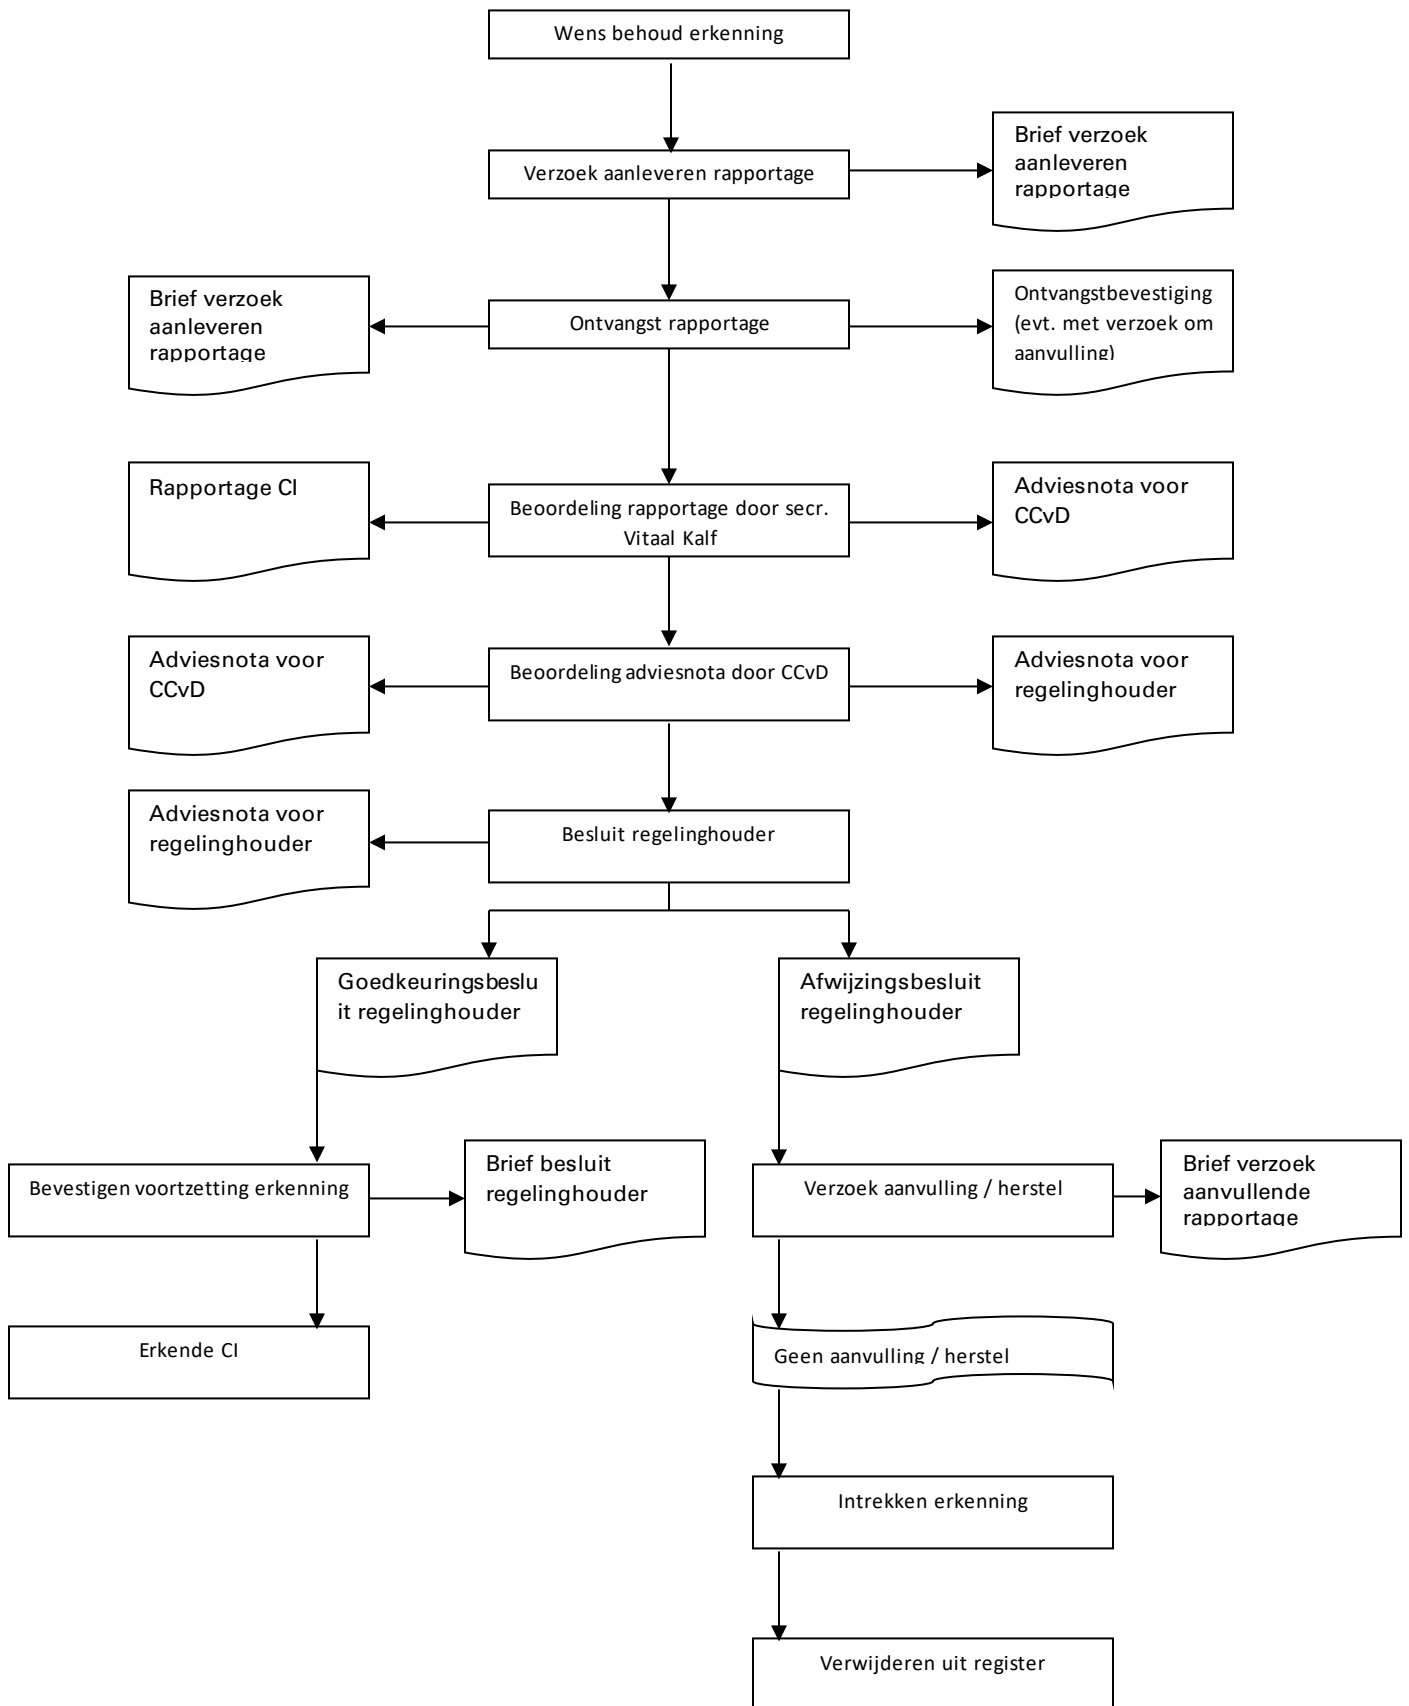 Wens behoud erkenning
Verzoek aanleveren rapportage
Brief verzoek
aanleveren
rapportage
Brief verzoek
aanleveren
rapportage
Ontvangst rapportage
Ontvangstbevestiging
(evt. met verzoek om
aanvulling)
Rapportage CI
Beoordeling rapportage door secr.
Vitaal Kalf
Adviesnota voor
CCvD
Adviesnota voor
CCvD
Beoordeling adviesnota door CCvD
Adviesnota voor
regelinghouder
Adviesnota voor
regelinghouder
Besluit regelinghouder
Goedkeuringsbeslu
it regelinghouder
Afwijzingsbesluit
regelinghouder
Bevestigen voortzetting erkenning
Brief besluit
regelinghouder
Verzoek aanvulling / herstel
Brief verzoek
aanvullende
rapportage
Erkende CI
Geen aanvulling / herstel
Intrekken erkenning
Verwijderen uit register